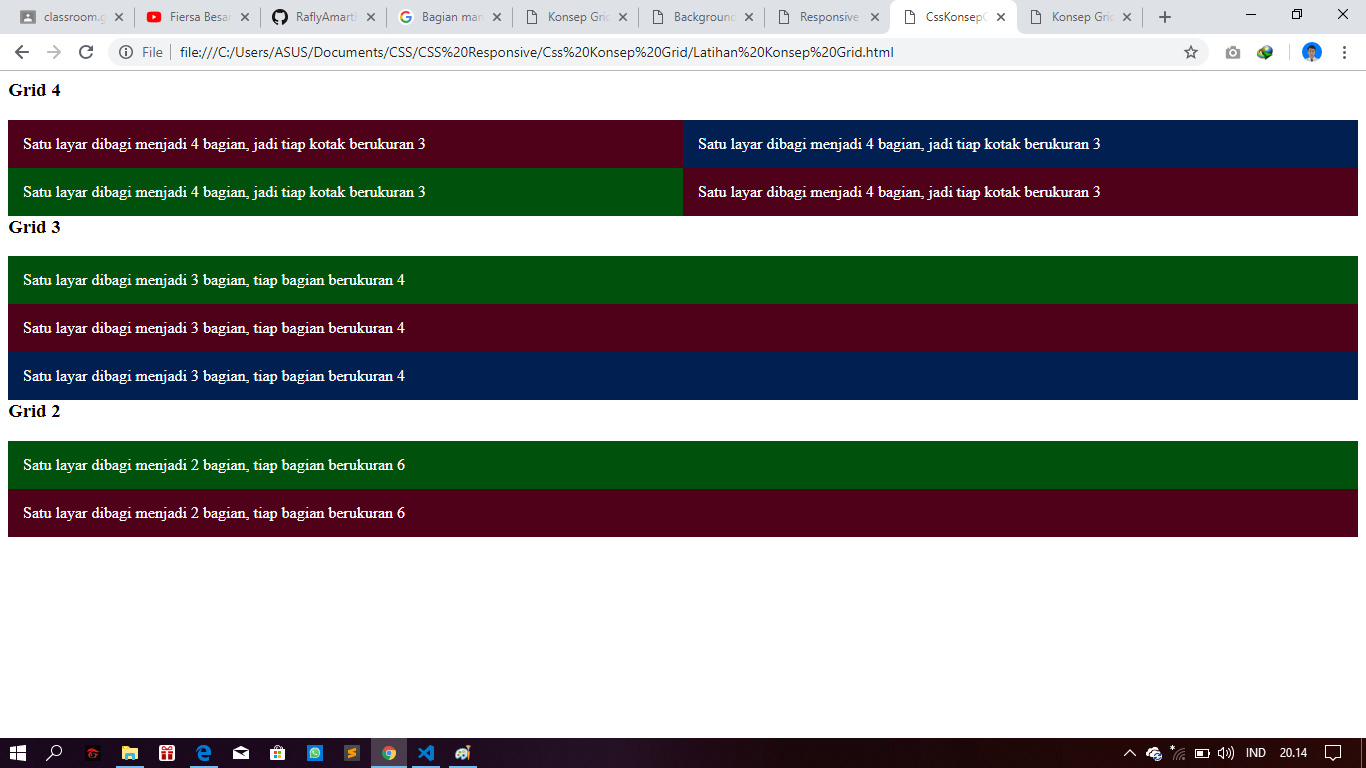 classroom.g
Fiersa Besar
RaflyAmarth
Bagian man
Konsep Grid
Background
Responsive
CssKonsepG
Konsep Grid
File
file:///C:/Users/ASUS/Documents/CSS/CSS%20Responsive/Css%20Konsep%20Grid/Latihan%20Konsep%20Grid.html
Grid 4
Satu layar dibagi menjadi 4 bagian, jadi tiap kotak berukuran 3
Satu layar dibagi menjadi 4 bagian, jadi tiap kotak berukuran 3
Satu layar dibagi menjadi 4 bagian, jadi tiap kotak berukuran 3
Satu layar dibagi menjadi 4 bagian, jadi tiap kotak berukuran 3
Grid 3
Satu layar dibagi menjadi 3 bagian, tiap bagian berukuran 4
Satu layar dibagi menjadi 3 bagian, tiap bagian berukuran 4
Satu layar dibagi menjadi 3 bagian, tiap bagian berukuran 4
Grid 2
Satu layar dibagi menjadi 2 bagian, tiap bagian berukuran 6
Satu layar dibagi menjadi 2 bagian, tiap bagian berukuran 6
IND
20.14